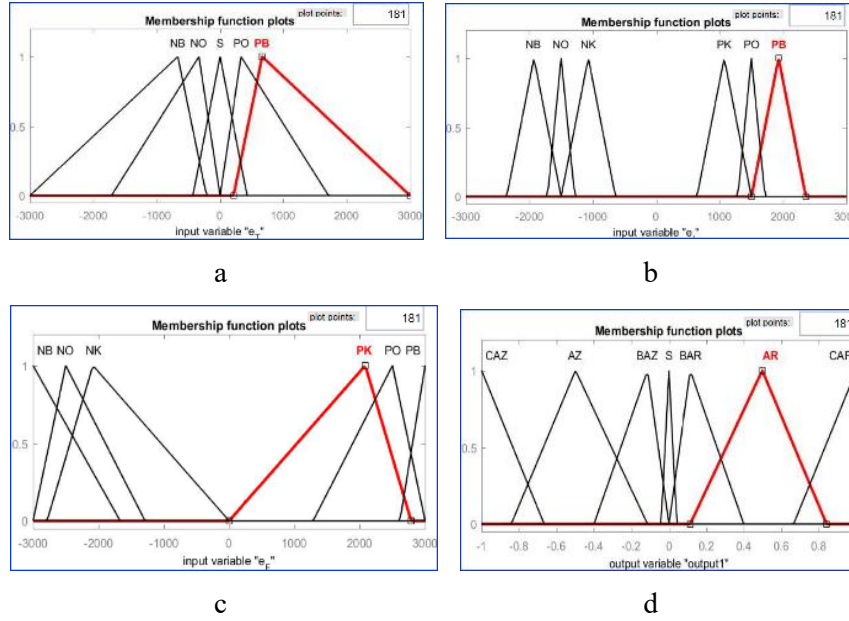 plot points: 181
Membership function plots
NB NO S PO PB
1
0.5
0
-3000 -2000 -1000 0 1000 2000 3000
input variable "e_T"
a
plot points: 181
Membership function plots
NB NO NK PK PO PB
1
0.5
0
-3000 -2000 -1000 0 1000 2000 3000
b
plot points: 181
Membership function plots
NB NO NK PK PO PB
1
0.5
0
-3000 -2000 -1000 0 1000 2000 3000
input variable "e_F"
c
plot points: 181
Membership function plots
CAZ AZ BAZ S BAR AR
1
0.5
0
-1 -0.8 -0.6 -0.4 -0.2 0 0.2 0.4 0.6 0.8
output variable "output1"
d